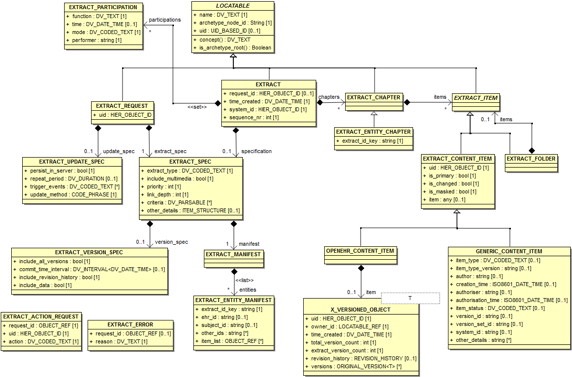 EXTRACT_PARTICIPATION
+ function : DV_TEXT [1]
+ time : DV_DATE_TIME [0..1]
+ mode : DV_CODED_TEXT [1]
+ performer : string [1]
participations
*
LOCATABLE
+ name : DV_TEXT [1]
+ archetype_node_id : String [1]
+ uid : UID_BASED_ID [0..1]
+ concept() : DV_TEXT
+ is_archetype_root() : Boolean
EXTRACT
+ request_id : HER_OBJECT_ID [0..1]
+ time_created : DV_DATE_TIME [1]
+ system_id : HER_OBJECT_ID [1]
+ sequence_nr : int [1]
<<set>>
chapters
*
EXTRACT_CHAPTER
items
*
EXTRACT_ITEM
EXTRACT_REQUEST
+ uid : HER_OBJECT_ID
EXTRACT_ENTITY_CHAPTER
+ extract_id_key : string [1]
0..1
items
EXTRACT_FOLDER
0..1
update_spec
1
extract_spec
0..1
specification
EXTRACT_UPDATE_SPEC
+ persist_in_server : bool [1]
+ repeat_period : DV_DURATION [0..1]
+ trigger_events : DV_CODED_TEXT [*]
+ update_method : CODE_PHRASE [1]
EXTRACT_SPEC
+ extract_type : DV_CODED_TEXT [1]
+ include_multimedia : bool [1]
+ priority : int [1]
+ link_depth : int [1]
+ criteria : DV_PARSABLE [*]
+ other_details : ITEM_STRUCTURE [0..1]
EXTRACT_CONTENT_ITEM
+ uid : HER_OBJECT_ID [1]
+ is_primary : bool [1]
+ is_changed : bool [1]
+ is_masked : bool [1]
+ item : any [0..1]
0..1
version_spec
1
manifest
EXTRACT_VERSION_SPEC
+ include_all_versions : bool [1]
+ commit_time_interval : DV_INTERVAL<DV_DATE_TIME> [0..1]
+ include_revision_history : bool [1]
+ include_data : bool [1]
EXTRACT_MANIFEST
<<list>>
*
entities
OPENEHR_CONTENT_ITEM
0..1
item
GENERIC_CONTENT_ITEM
+ item_type : DV_CODED_TEXT [0..1]
+ item_type_version : string [0..1]
+ author : string [0..1]
+ creation_time : ISO8601_DATE_TIME [0..1]
+ authoriser : string [0..1]
+ authorisation_time : ISO8601_DATE_TIME [0..1]
+ item_status : DV_CODED_TEXT [0..1]
+ version_id : string [0..1]
+ version_set_id : string [0..1]
+ system_id : string [0..1]
+ other_details : string [*]
T
X_VERSIONED_OBJECT
+ uid : HER_OBJECT_ID [1]
+ owner_id : LOCATABLE_REF [1]
+ time_created : DV_DATE_TIME [1]
+ total_version_count : int [1]
+ extract_version_count : int [1]
+ revision_history : REVISION_HISTORY [0..1]
+ versions : ORIGINAL_VERSION<T> [*]
EXTRACT_ENTITY_MANIFEST
+ extract_id_key : string [1]
+ ehr_id : string [0..1]
+ subject_id : string [0..1]
+ other_ids : string [*]
+ item_list : OBJECT_REF [*]
EXTRACT_ACTION_REQUEST
+ request_id : OBJECT_REF [1]
+ uid : HER_OBJECT_ID [1]
+ action : DV_CODED_TEXT [1]
EXTRACT_ERROR
+ request_id : OBJECT_REF [0..1]
+ reason : DV_TEXT [1]